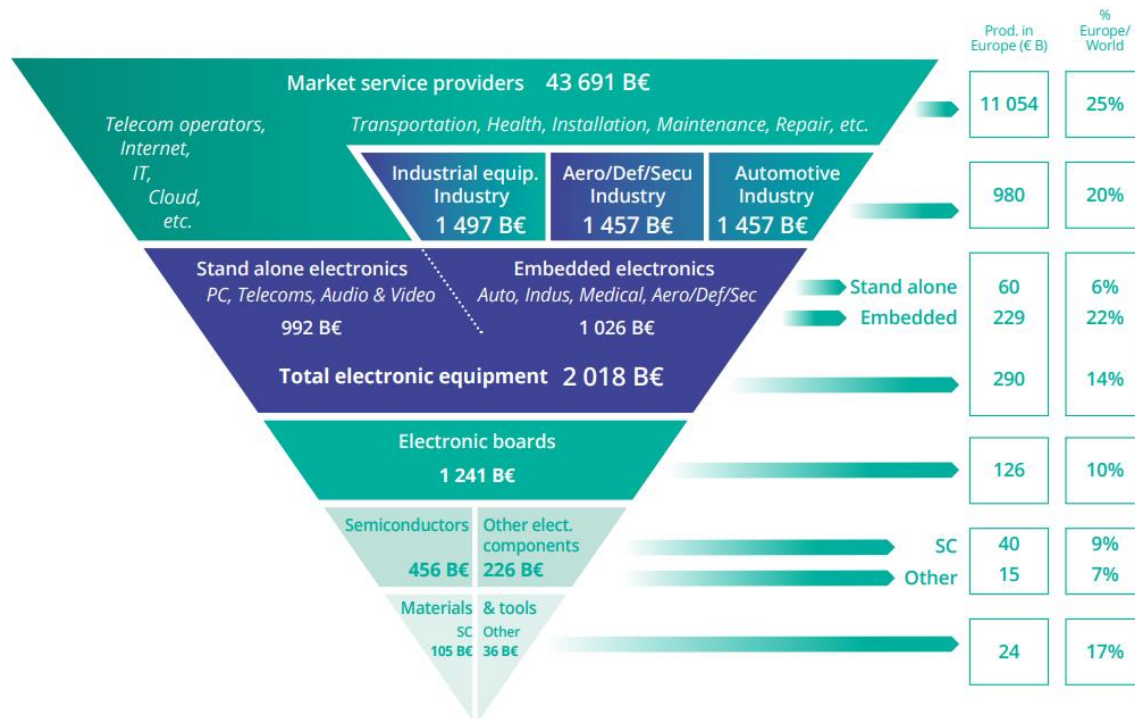 Prod. in
Europe (€ B)
%
Europe/
World
Market service providers 43 691 B€
11 054
25%
Telecom operators,
Internet,
IT,
Cloud,
etc.
Transportation, Health, Installation, Maintenance, Repair, etc.
Industrial equip.
Industry
1 497 B€
Aero/Def/Secu
Industry
1 457 B€
Automotive
Industry
1 457 B€
980
20%
Stand alone electronics
PC, Telecoms, Audio & Video
992 B€
Embedded electronics
Auto, Indus, Medical, Aero/Def/Sec
1 026 B€
Stand alone
60
6%
Embedded
229
22%
Total electronic equipment 2 018 B€
290
14%
Electronic boards
1 241 B€
126
10%
Semiconductors
456 B€
Other elect.
components
226 B€
SC
40
9%
Other
15
7%
Materials & tools
SC
105 B€
Other
36 B€
24
17%